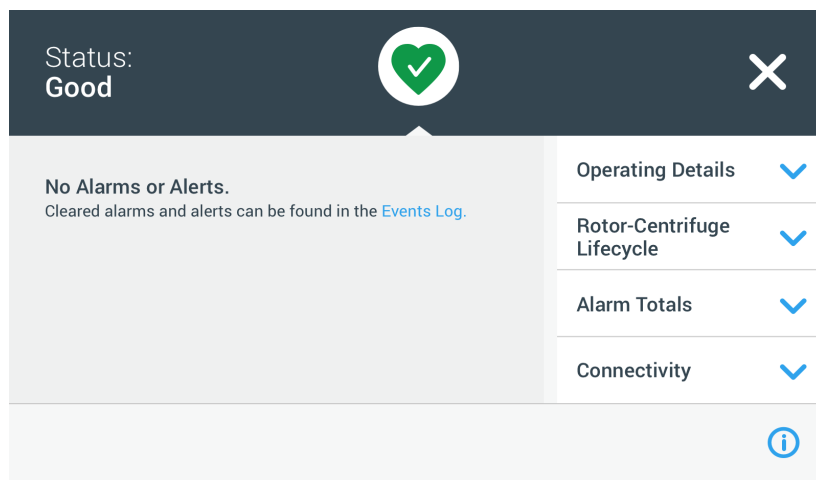 Status:
Good
No Alarms or Alerts.
Cleared alarms and alerts can be found in the Events Log.
Operating Details
Rotor-Centrifuge
Lifecycle
Alarm Totals
Connectivity